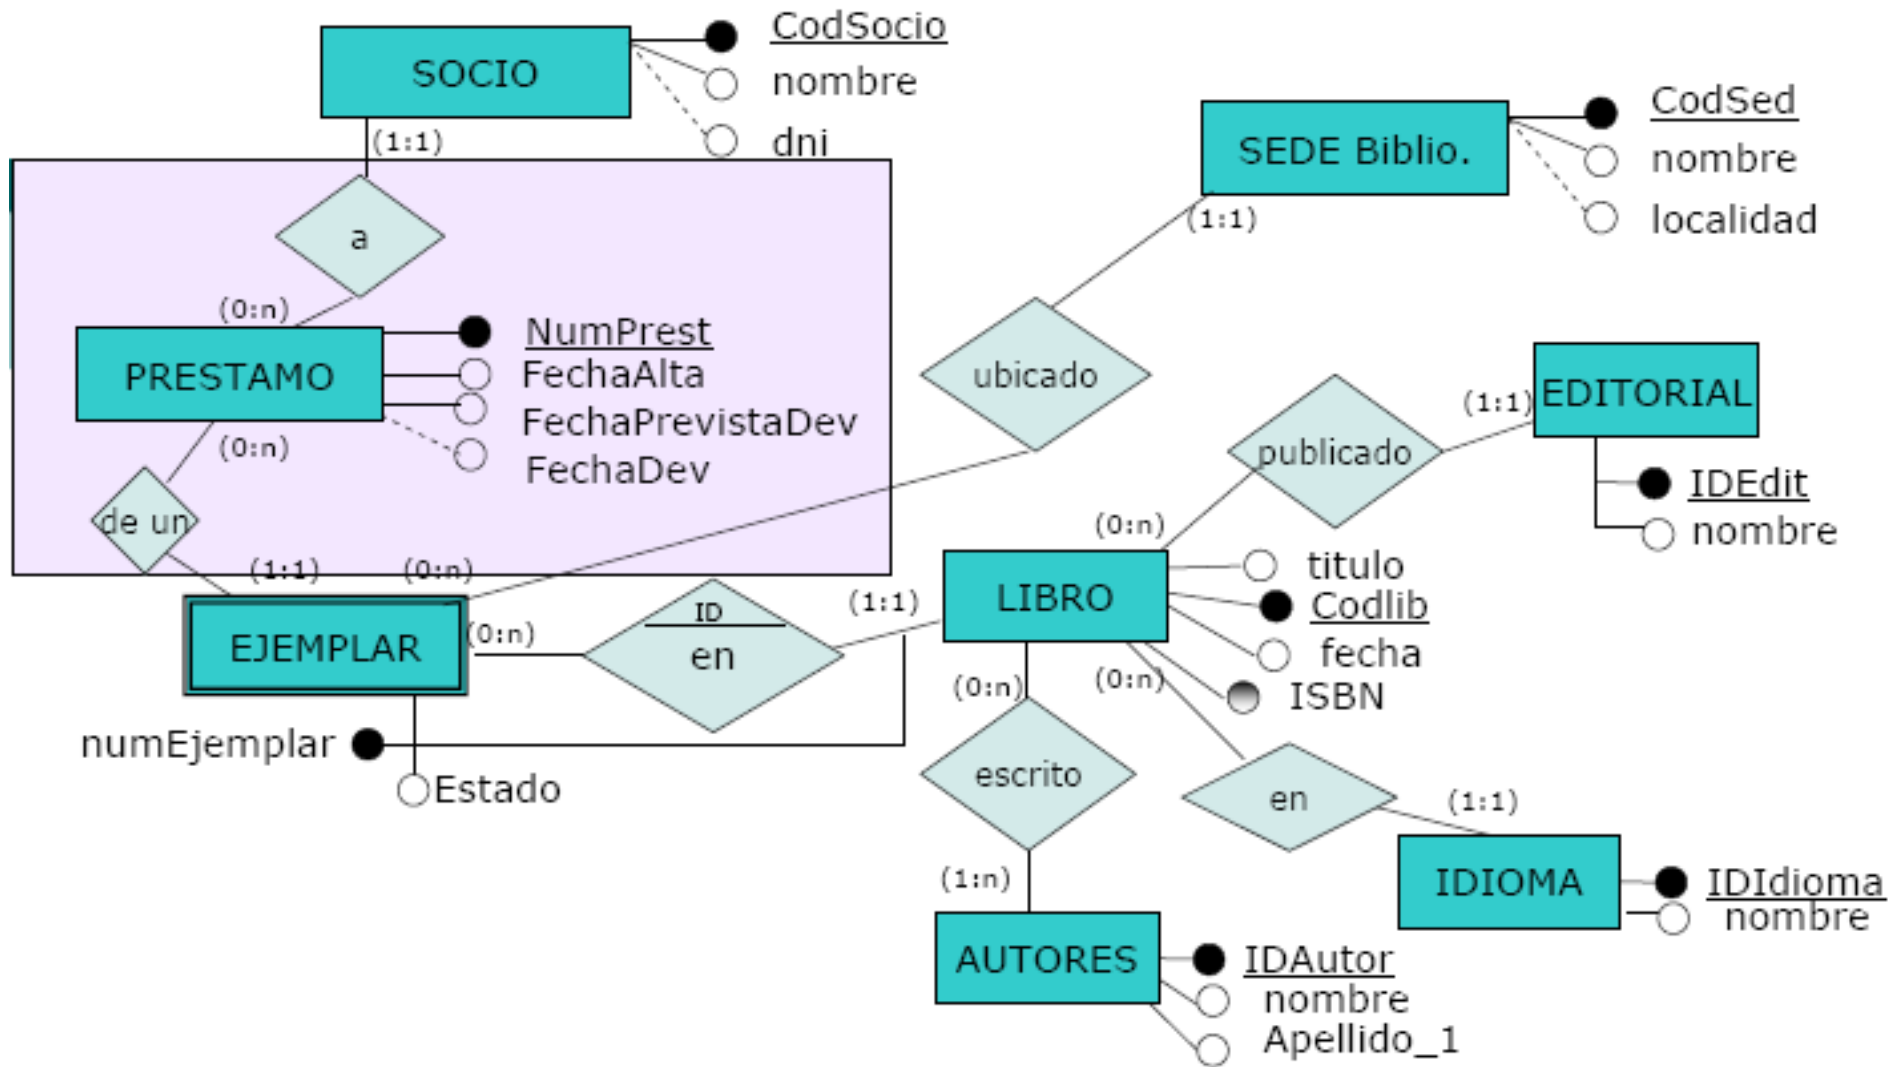 SOCIO
CodSocio
nombre
dni
(1:1)
a
(0:n)
PRESTAMO
NumPrest
FechaAlta
FechaPrevistaDev
FechaDev
(0:n)
de un
(1:1)
(0:n)
EJEMPLAR
(0:n)
numEjemplar
Estado
ID
en
(1:1)
SEDE Biblio.
CodSed
nombre
localidad
(1:1)
ubicado
EDITORIAL
(1:1)
IDEdit
nombre
publicado
(0:n)
LIBRO
titulo
Codlib
fecha
ISBN
(0:n)
(0:n)
escrito
en
(1:1)
IDIOMA
IDIdioma
nombre
(1:n)
AUTORES
IDAutor
nombre
Apellido_1